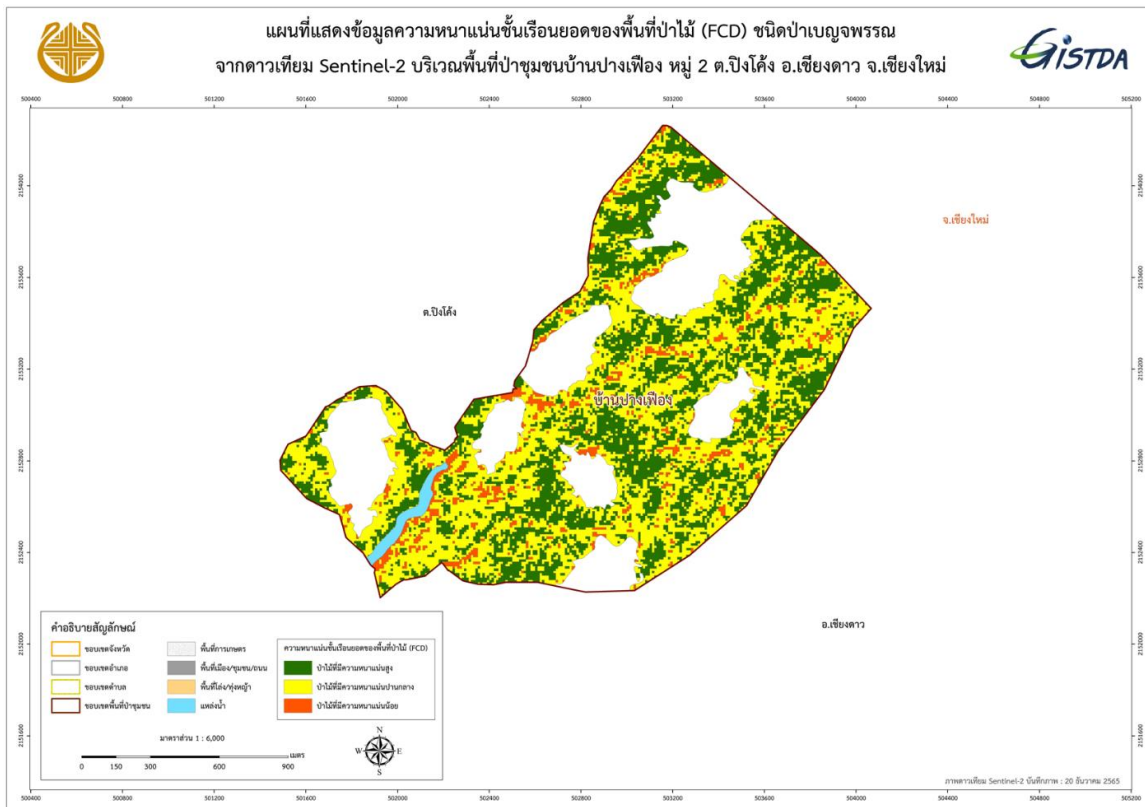 แผนที่แสดงข้อมูลความหนาแน่นชั้นเรือนยอดของพื้นที่ป่าไม้ (FCD) ชนิดป่าเบญจพรรณ
จากดาวเทียม Sentinel-2 บริเวณพื้นที่ป่าชุมชนบ้านปางเฟือง หมู่ 2 ต.ปิงโค้ง อ.เชียงดาว จ.เชียงใหม่
GISTDA
500400 500800 501200 501600 502000 502400 502800 503200 503600 504000 504400 504800 505200
2154000 2154000
จ.เชียงใหม่
2153600 2153600
ต.ปิงโค้ง
2153200 2153200
บ้านปางเฟือง
2152800 2152800
2152400 2152400
อ.เชียงดาว
2152000 2152000
2151600 2151600
คำอธิบายสัญลักษณ์
ขอบเขตจังหวัด
ขอบเขตอำเภอ
ขอบเขตตำบล
ขอบเขตพื้นที่ป่าชุมชน
พื้นที่การเกษตร
พื้นที่เมือง/ชุมชน/ถนน
พื้นที่โล่ง/ทุ่งหญ้า
แหล่งน้ำ
ความหนาแน่นชั้นเรือนยอดของพื้นที่ป่าไม้ (FCD)
ป่าไม้ที่มีความหนาแน่นสูง
ป่าไม้ที่มีความหนาแน่นปานกลาง
ป่าไม้ที่มีความหนาแน่นน้อย
มาตราส่วน 1 : 6,000
0 150 300 600 900 เมตร
N
W E
S
ภาพดาวเทียม Sentinel-2 บันทึกภาพ : 20 ธันวาคม 2565
500400 500800 501200 501600 502000 502400 502800 503200 503600 504000 504400 504800 505200